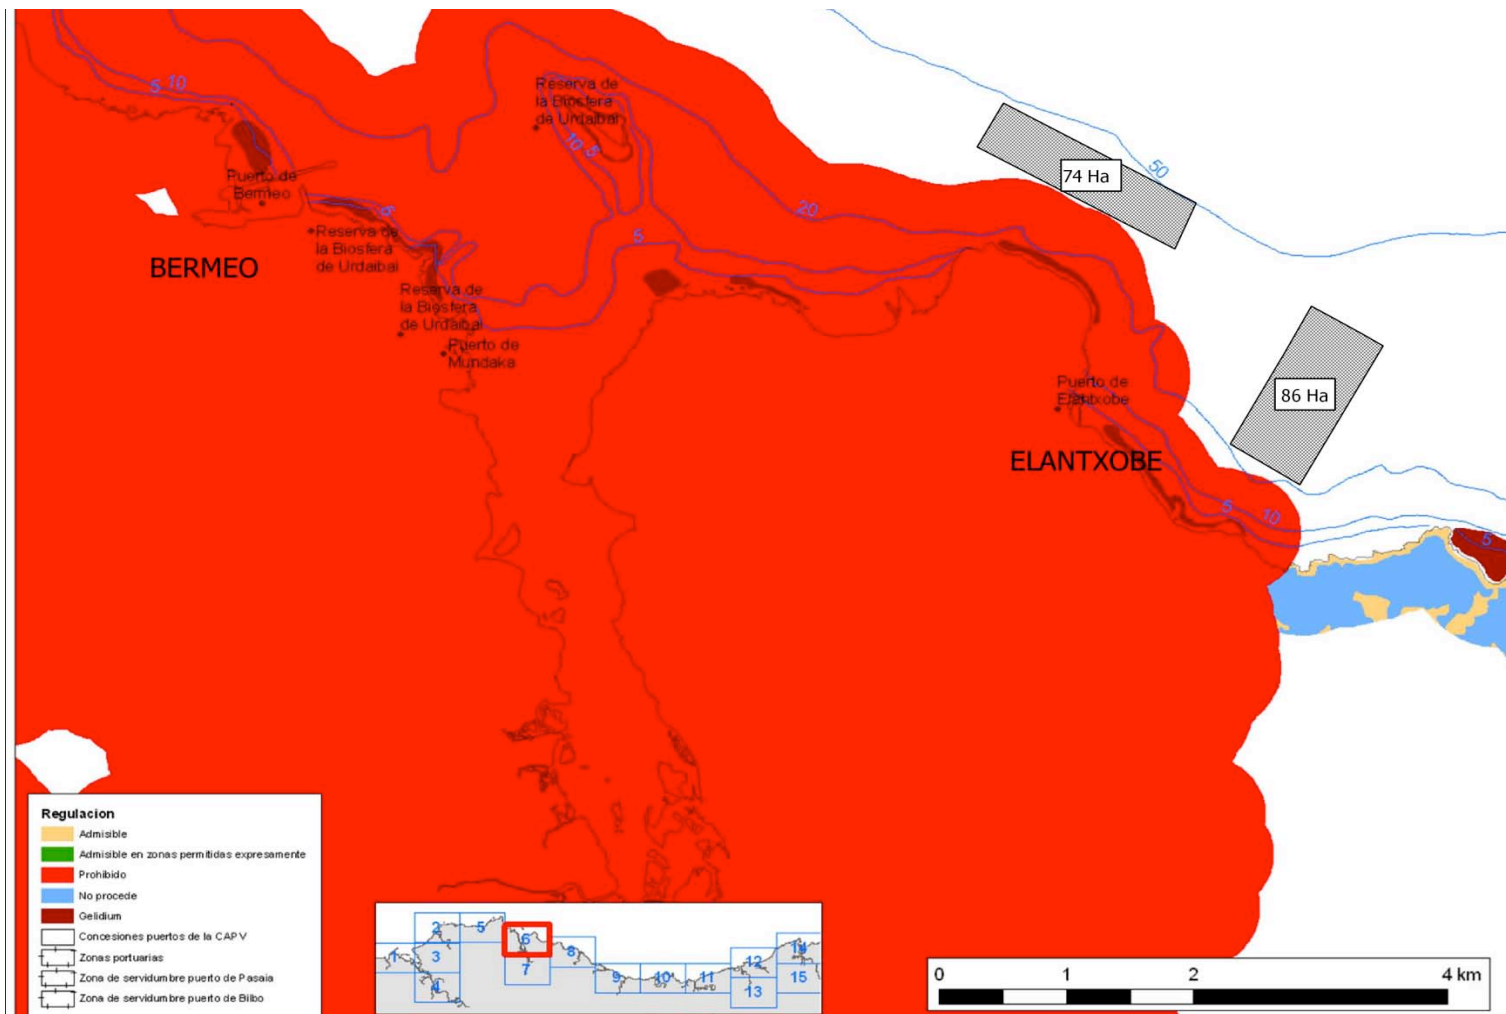 5 10
Reserva de
la Biosfera
de Urdaibai
10 5
50
74 Ha
Puerto de
Bermeo
5
20
Reserva de
la Biosfera
de Urdaibai
5
BERMEO
Reserva de
la Biosfera
de Urdaibai
Puerto de
Mundaka
Puerto de
Elantxobe
86 Ha
ELANTXOBE
5 10
5
Regulacion
Admisible
Admisible en zonas permitidas expresamente
Prohibido
No procede
Gelidium
Concesiones puertos de la CAPV
Zonas portuarias
Zona de servidumbre puerto de Pasaia
Zona de servidumbre puerto de Bilbo
1
2
3
4
5
6
7
8
9
10
11
12
13
14
15
0 1 2 4 km